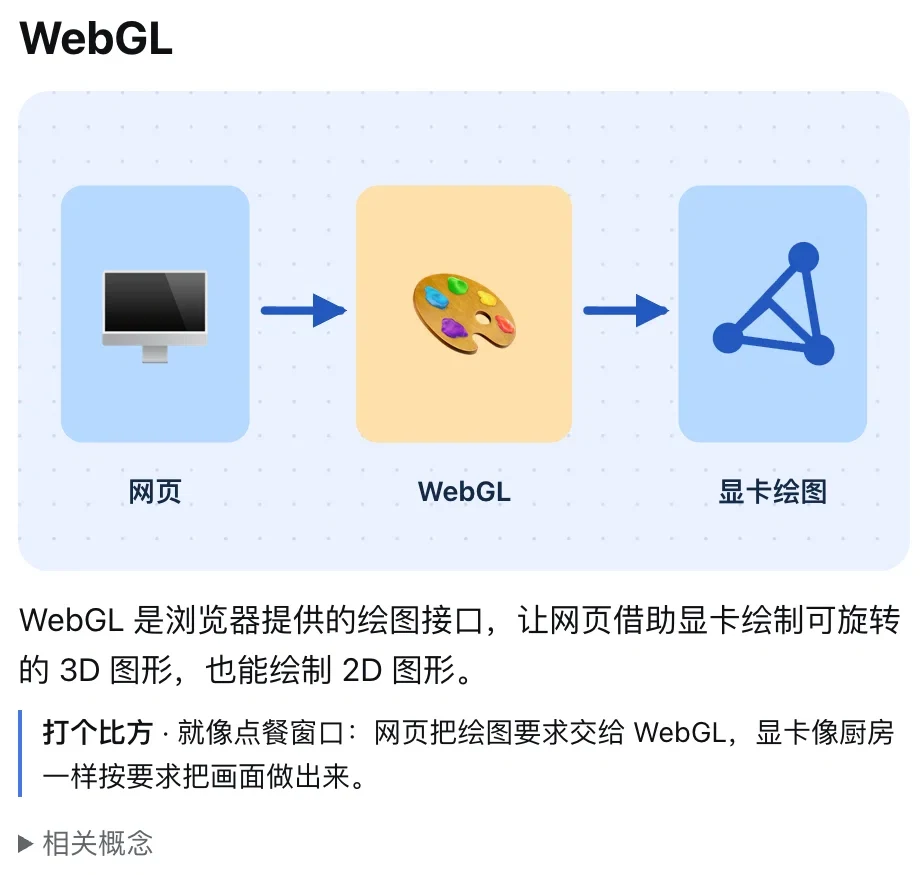 WebGL
网页
WebGL
显卡绘图
WebGL 是浏览器提供的绘图接口，让网页借助显卡绘制可旋转
的 3D 图形，也能绘制 2D 图形。
打个比方 · 就像点餐窗口：网页把绘图要求交给 WebGL，显卡像厨房
一样按要求把画面做出来。
▶ 相关概念